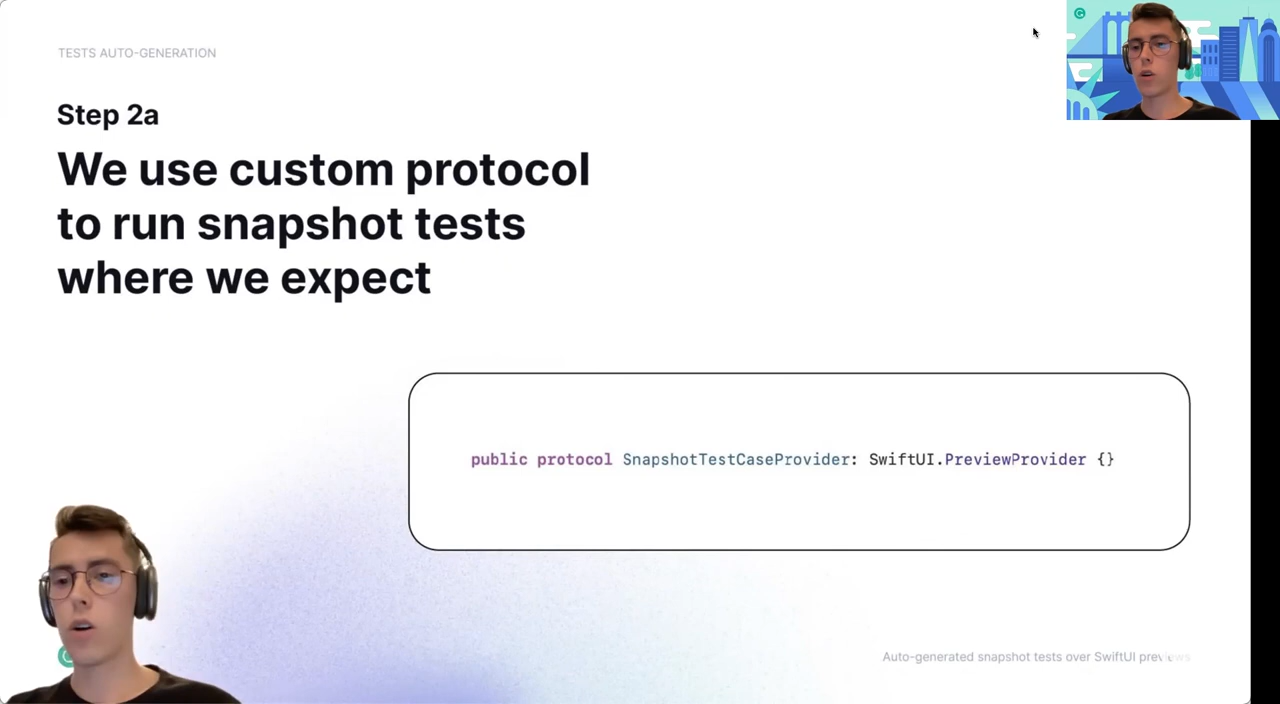 TESTS AUTO-GENERATION
Step 2a
We use custom protocol
to run snapshot tests
where we expect
public protocol SnapshotTestCaseProvider: SwiftUI.PreviewProvider {}
Auto-generated snapshot tests over SwiftUI previews